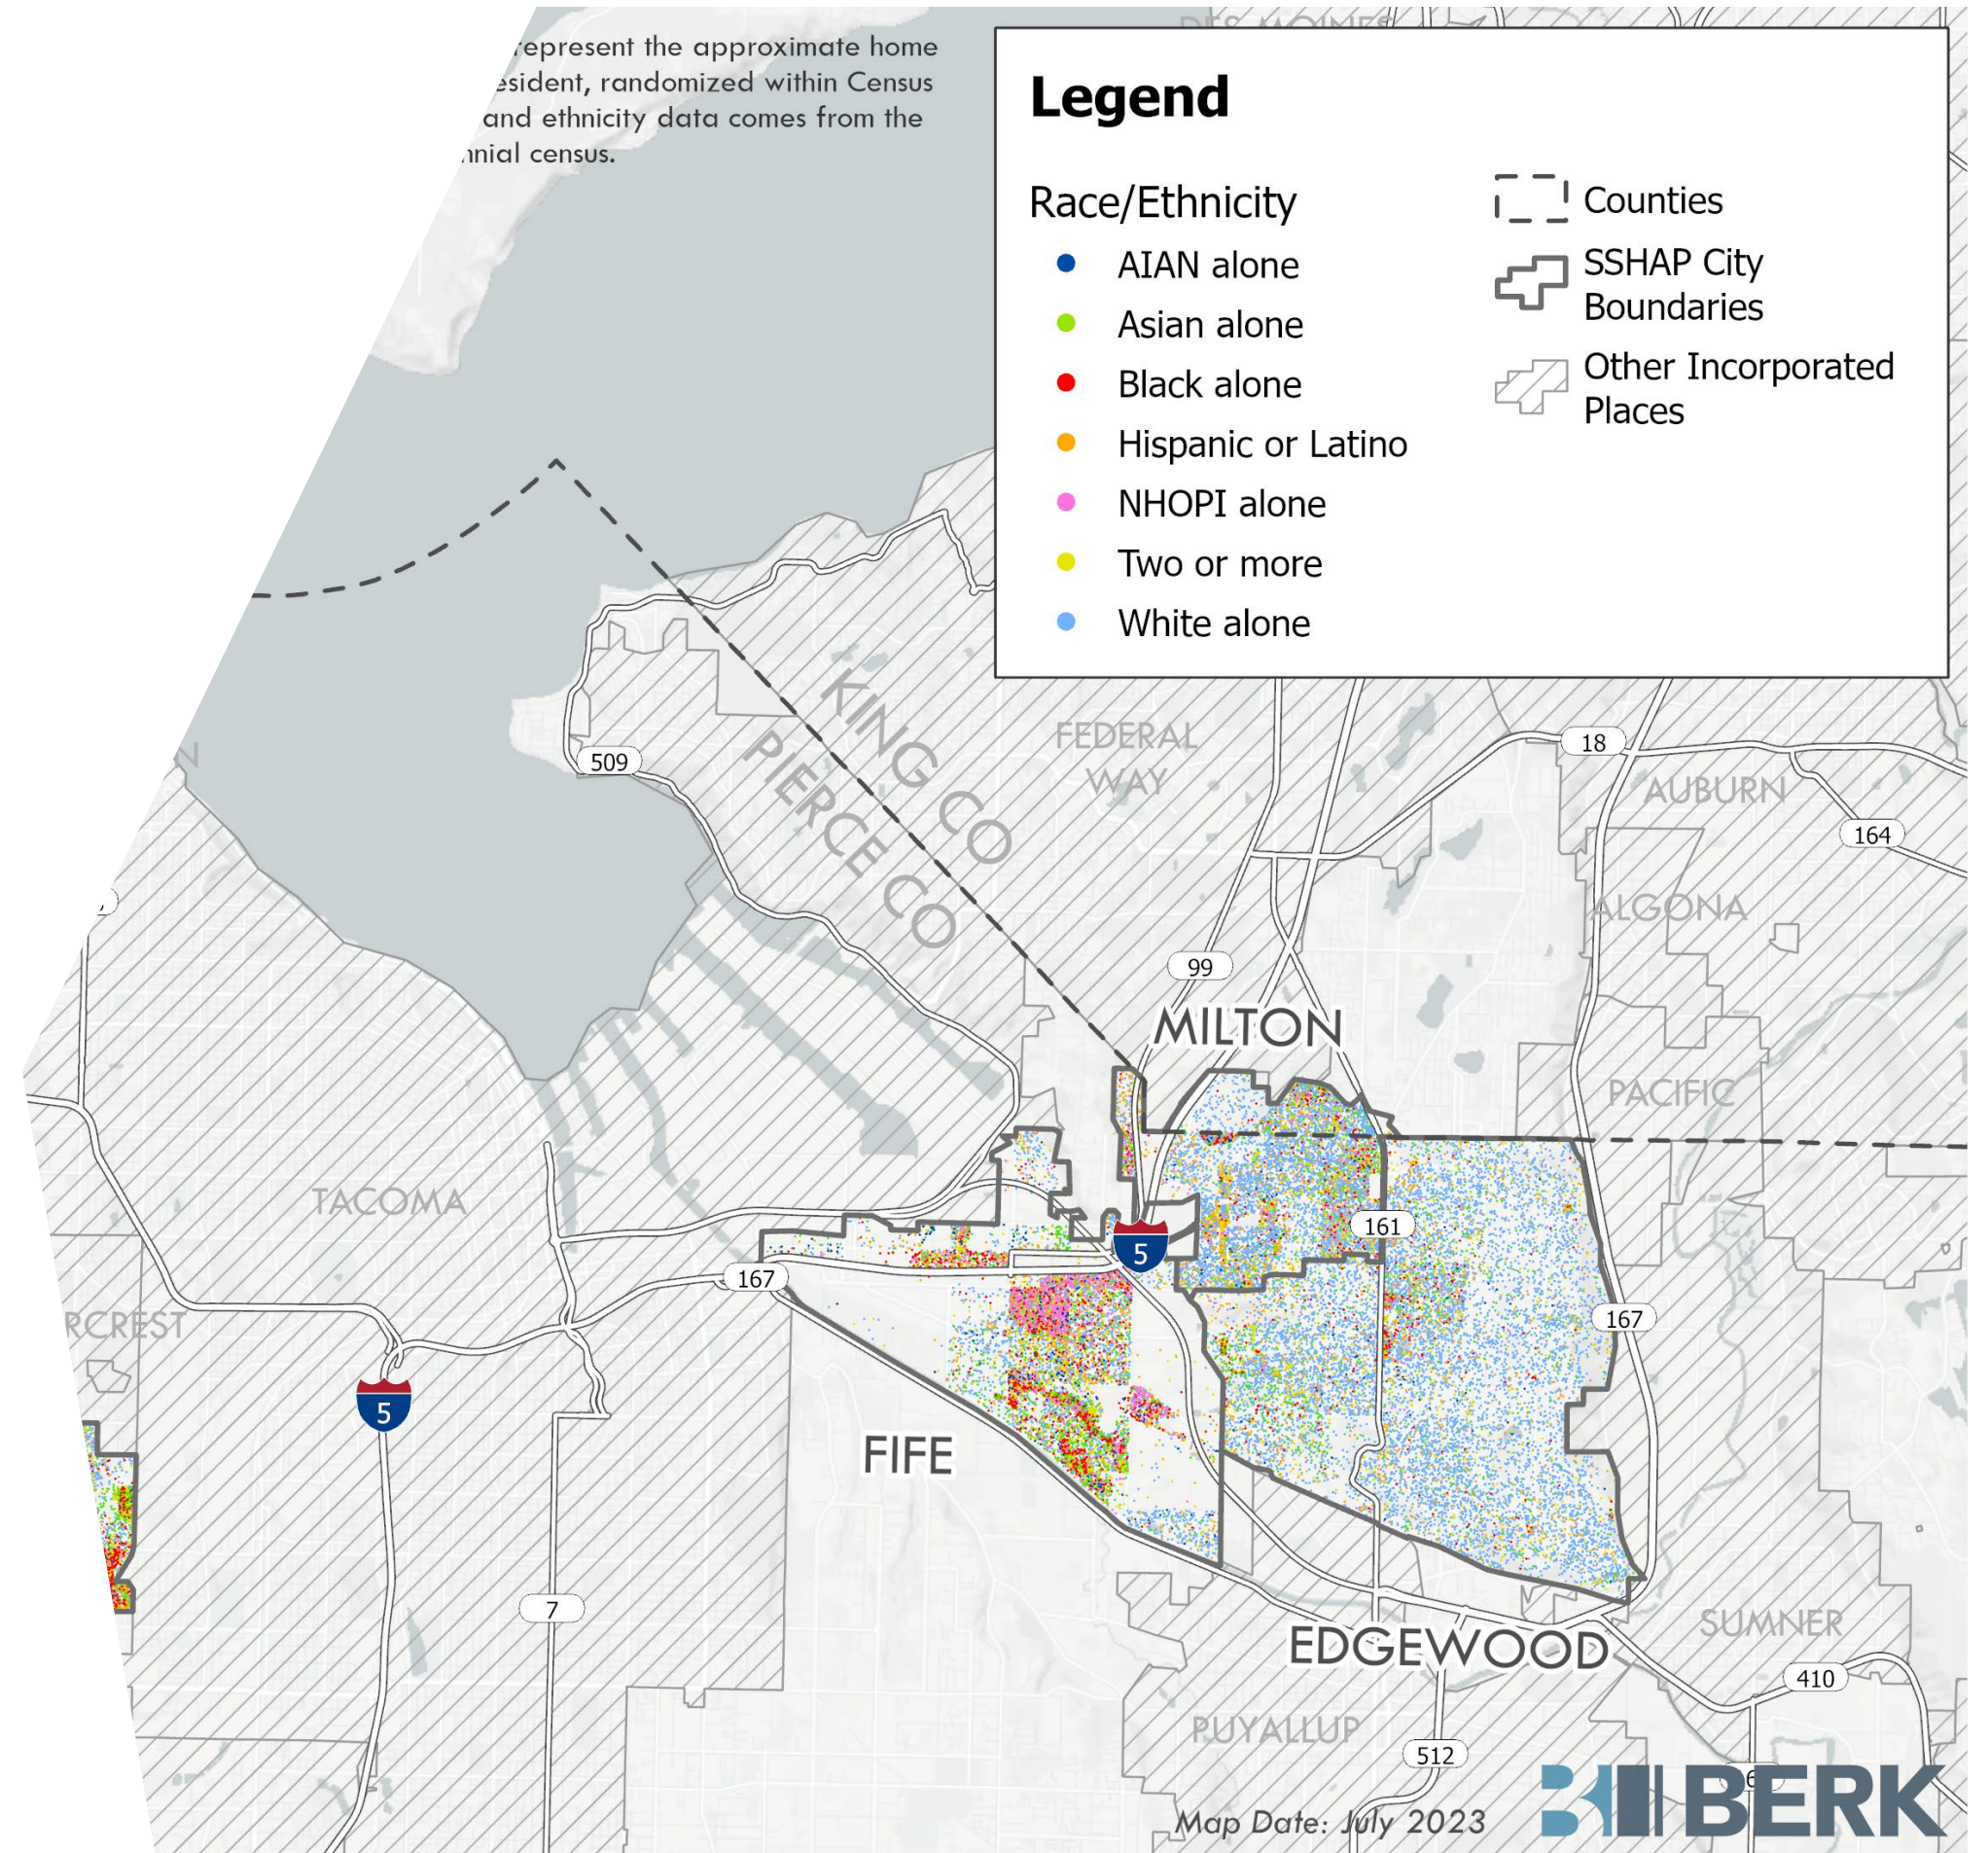 represent the approximate home
esident, randomized within Census
and ethnicity data comes from the
nnial census.
DES MOINES
Legend
Race/Ethnicity
AIAN alone
Asian alone
Black alone
Hispanic or Latino
NHOPI alone
Two or more
White alone
Counties
SSHAP City
Boundaries
Other Incorporated
Places
KING CO
PIERCE CO
FEDERAL
WAY
509
18
AUBURN
164
ALGONA
99
MILTON
PACIFIC
TACOMA
161
5
167
RCREST
167
5
FIFE
7
EDGEWOOD
SUMNER
410
PUYALLUP
512
Map Date: July 2023
BERK